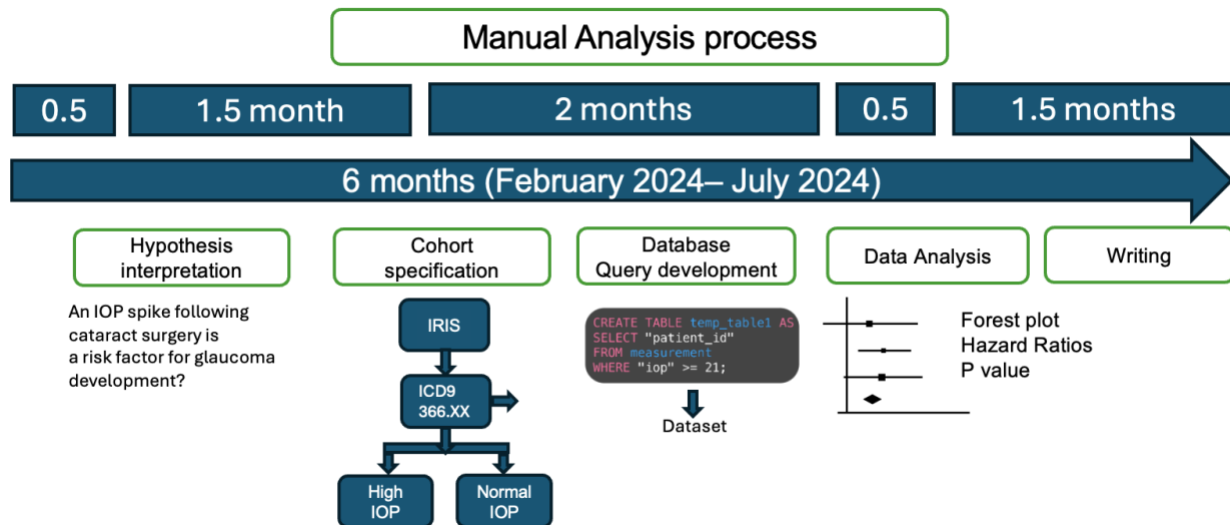 Manual Analysis process
0.5
1.5 month
2 months
0.5
1.5 months
6 months (February 2024– July 2024)
Hypothesis
interpretation
Cohort
specification
Database
Query development
Data Analysis
Writing
An IOP spike following
cataract surgery is
a risk factor for glaucoma
development?
IRIS
ICD9
366.XX
High
IOP
Normal
IOP
CREATE TABLE temp_table1 AS
SELECT "patient_id"
FROM measurement
WHERE "iop" >= 21;
Dataset
Forest plot
Hazard Ratios
P value